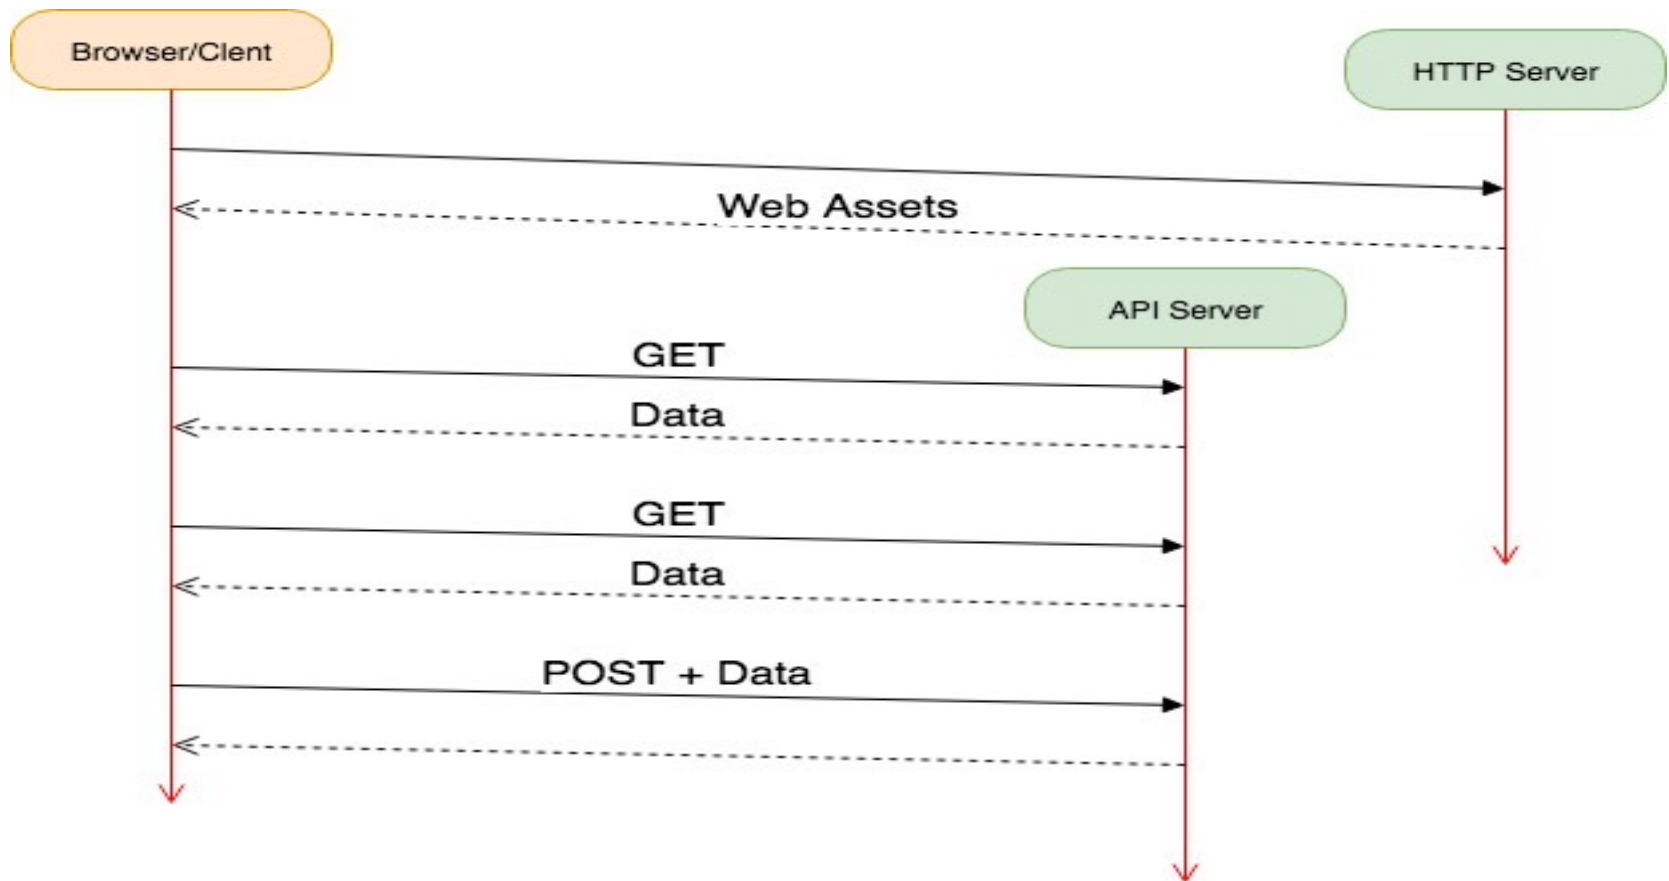 Browser/Clent
HTTP Server
Web Assets
API Server
GET
Data
GET
Data
POST + Data